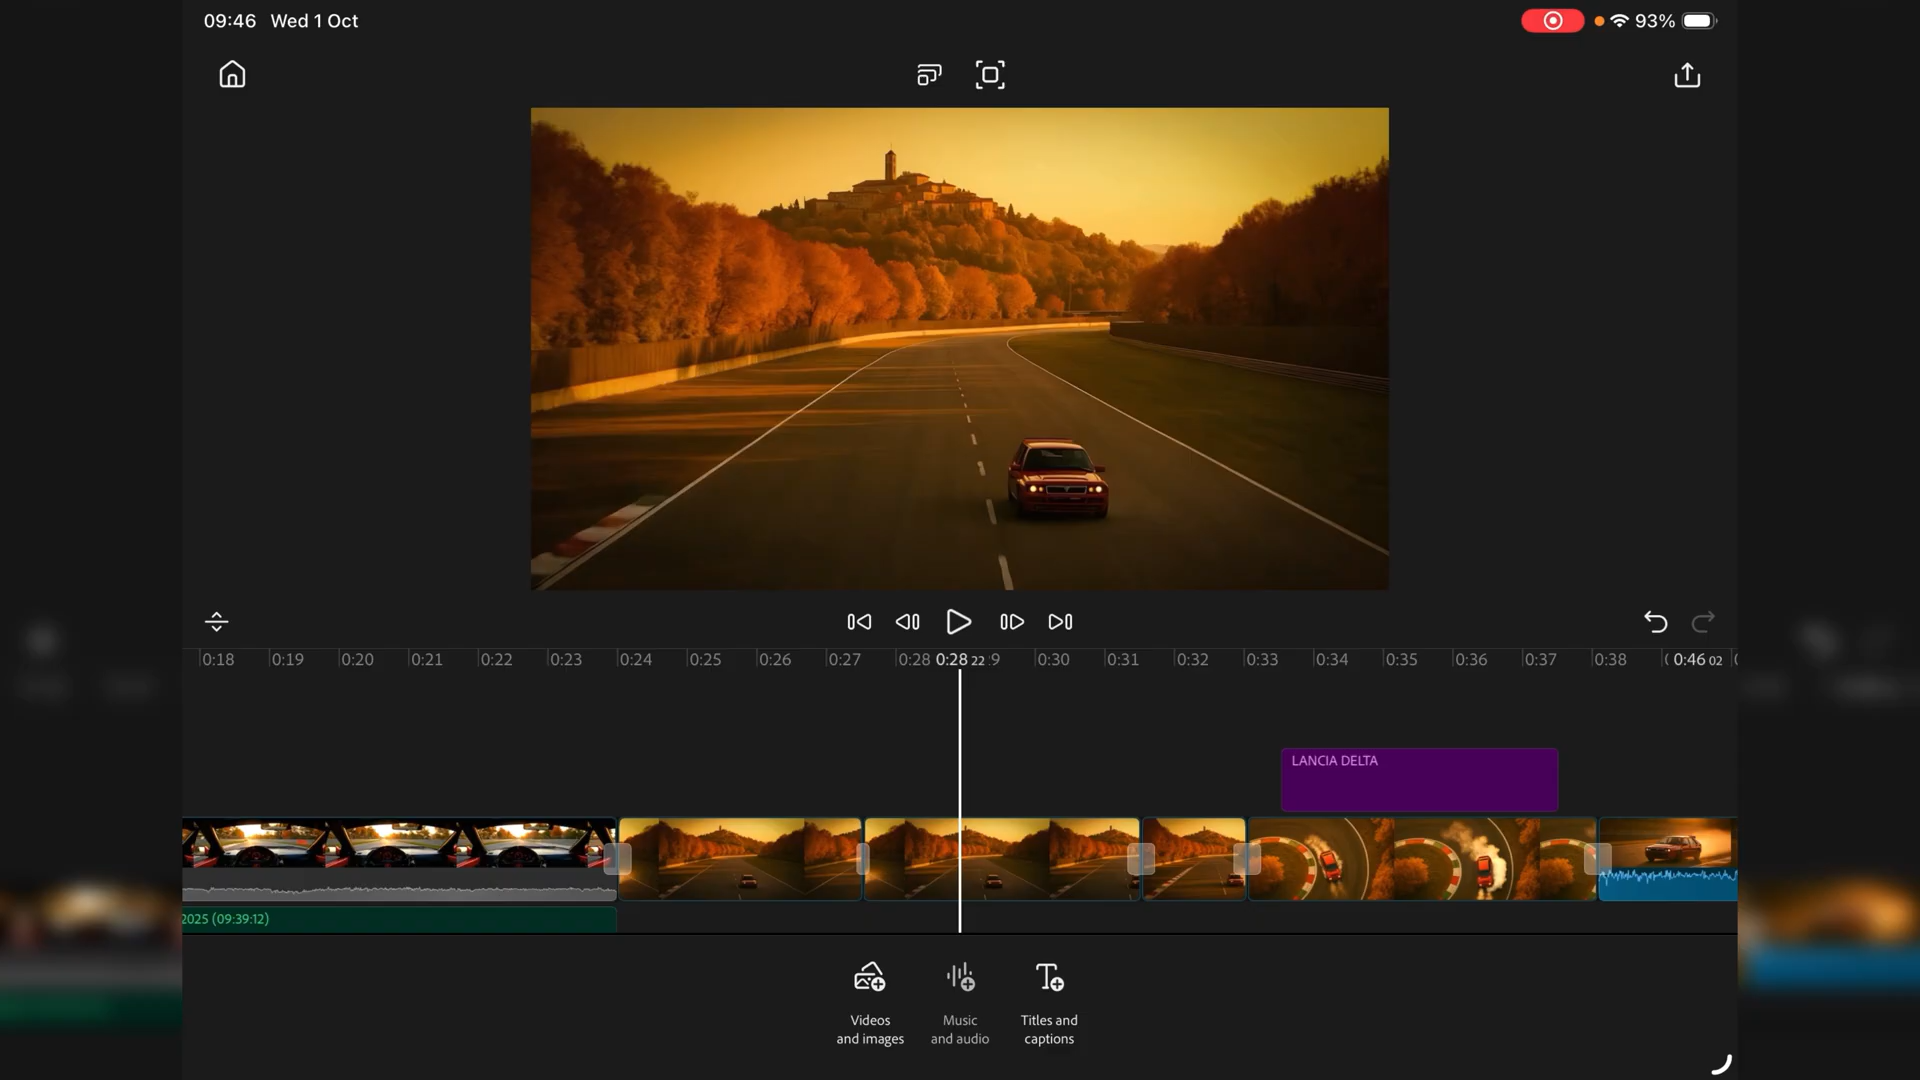 09:46 Wed 1 Oct 93%
0:18 0:19 0:20 0:21 0:22 0:23 0:24 0:25 0:26 0:27 0:28 0:28 22 :9 0:30 0:31 0:32 0:33 0:34 0:35 0:36 0:37 0:38 0:46 02
LANCIA DELTA
2025 (09:39:12)
Videos and images
Music and audio
Titles and captions